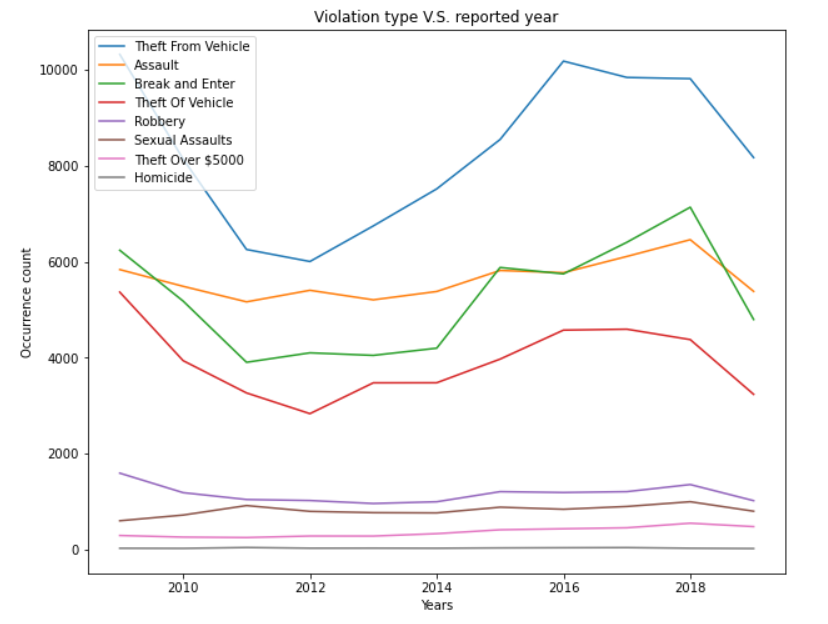 Violation type V.S. reported year
Theft From Vehicle
Assault
Break and Enter
Theft Of Vehicle
Robbery
Sexual Assaults
Theft Over $5000
Homicide
10000
8000
6000
4000
2000
0
Occurrence count
2010 2012 2014 2016 2018
Years